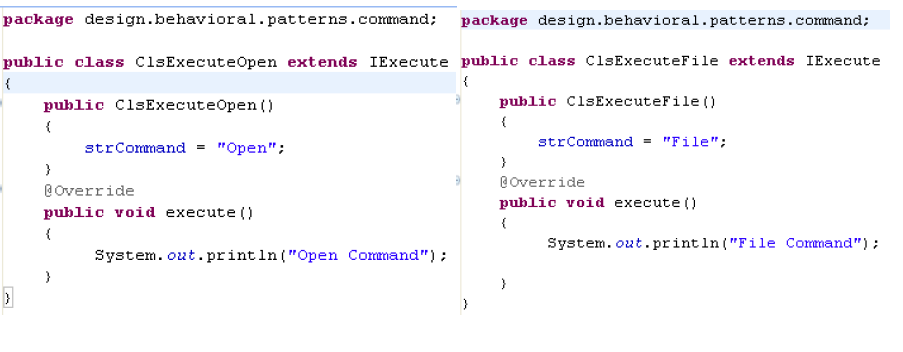 package design.behavioral.patterns.command;
public class ClsExecuteOpen extends IExecute
{
public ClsExecuteOpen()
{
strCommand = "Open";
}
@Override
public void execute()
{
System.out.println("Open Command");
}
}
package design.behavioral.patterns.command;
public class ClsExecuteFile extends IExecute
{
public ClsExecuteFile()
{
strCommand = "File";
}
@Override
public void execute()
{
System.out.println("File Command");
}
}